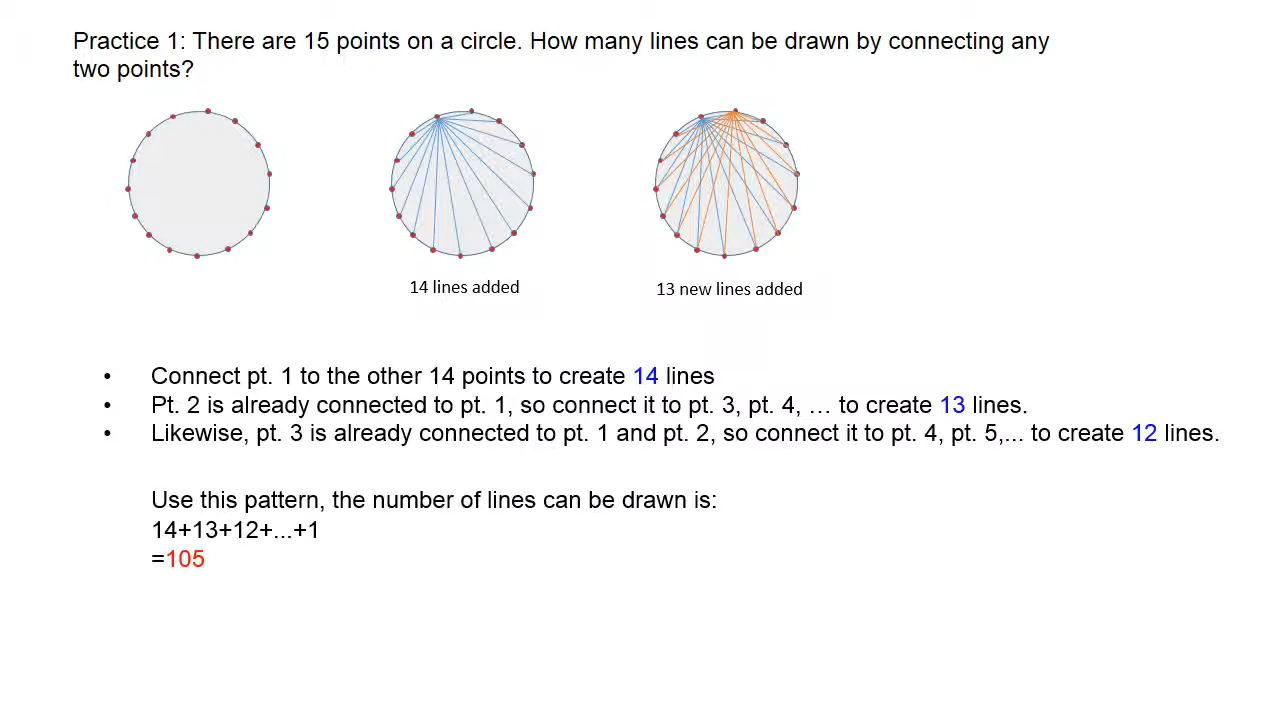 Practice 1: There are 15 points on a circle. How many lines can be drawn by connecting any
two points?
14 lines added
13 new lines added
• Connect pt. 1 to the other 14 points to create 14 lines
• Pt. 2 is already connected to pt. 1, so connect it to pt. 3, pt. 4, … to create 13 lines.
• Likewise, pt. 3 is already connected to pt. 1 and pt. 2, so connect it to pt. 4, pt. 5,... to create 12 lines.
Use this pattern, the number of lines can be drawn is:
14+13+12+...+1
=105